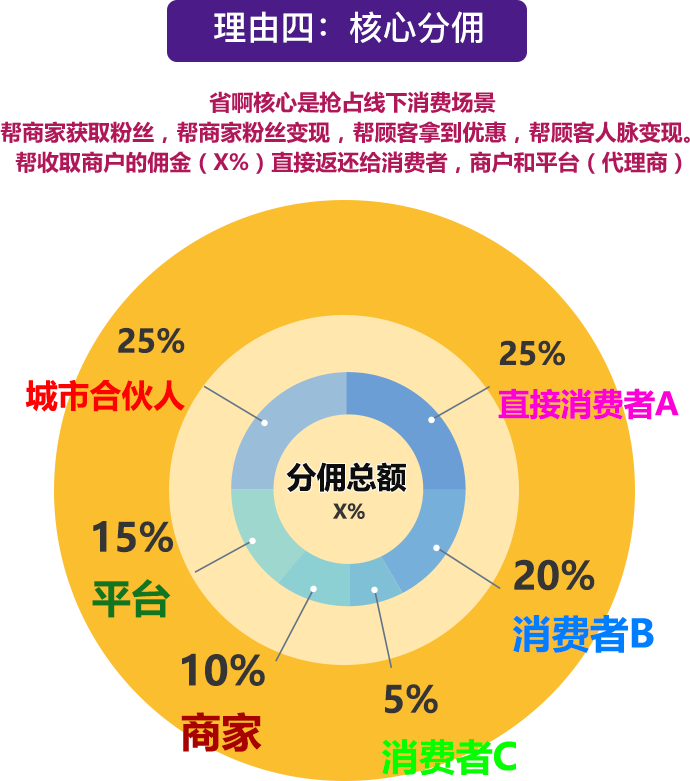 理由四：核心分佣
省啊核心是抢占线下消费场景
帮商家获取粉丝，帮商家粉丝变现，帮顾客拿到优惠，帮顾客人脉变现。
帮收取商户的佣金（X%）直接返还给消费者，商户和平台（代理商）
25%
城市合伙人
25%
直接消费者A
分佣总额
X%
15%
平台
20%
消费者B
10%
商家
5%
消费者C